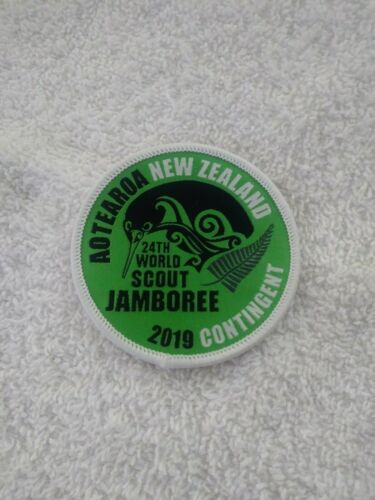 AOTEAROA NEW ZEALAND
24TH
WORLD
SCOUT
JAMBOREE
2019 CONTINGENT